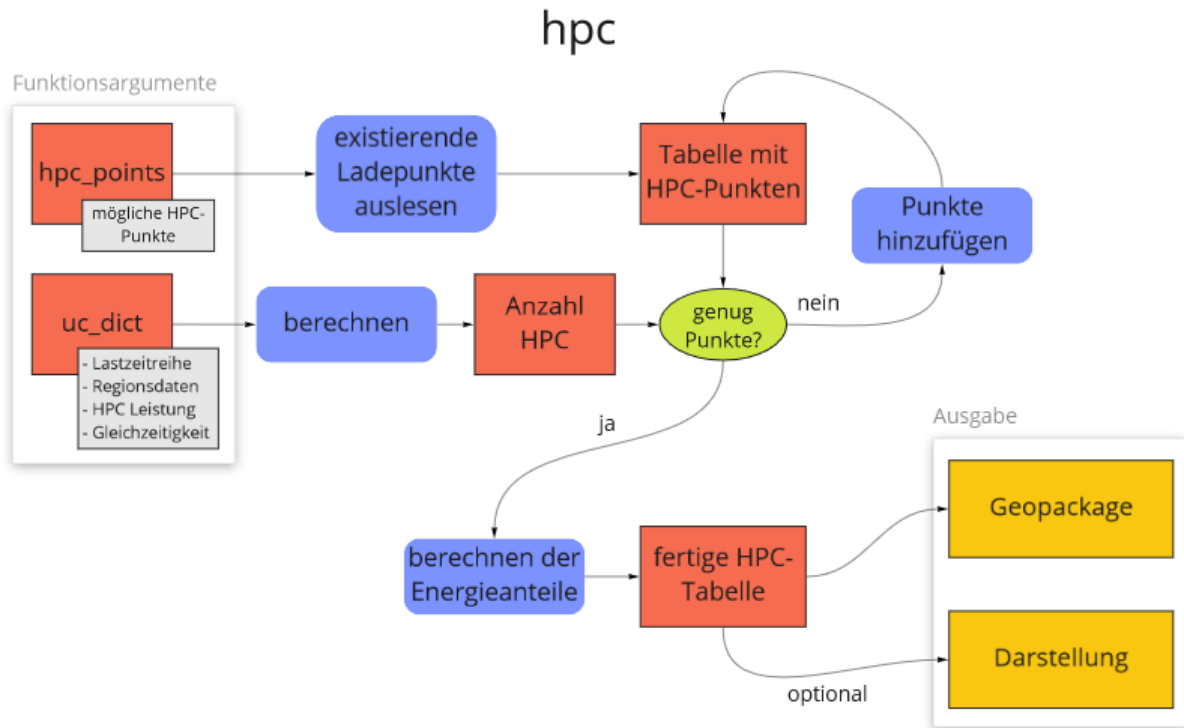 hpc
Funktionsargumente
hpc_points
mögliche HPC-
Punkte
existierende
Ladepunkte
auslesen
Tabelle mit
HPC-Punkten
Punkte
hinzufügen
uc_dict
- Lastzeitreihe
- Regionsdaten
- HPC Leistung
- Gleichzeitigkeit
berechnen
Anzahl
HPC
genug
Punkte?
nein
ja
berechnen der
Energieanteile
fertige HPC-
Tabelle
optional
Ausgabe
Geopackage
Darstellung